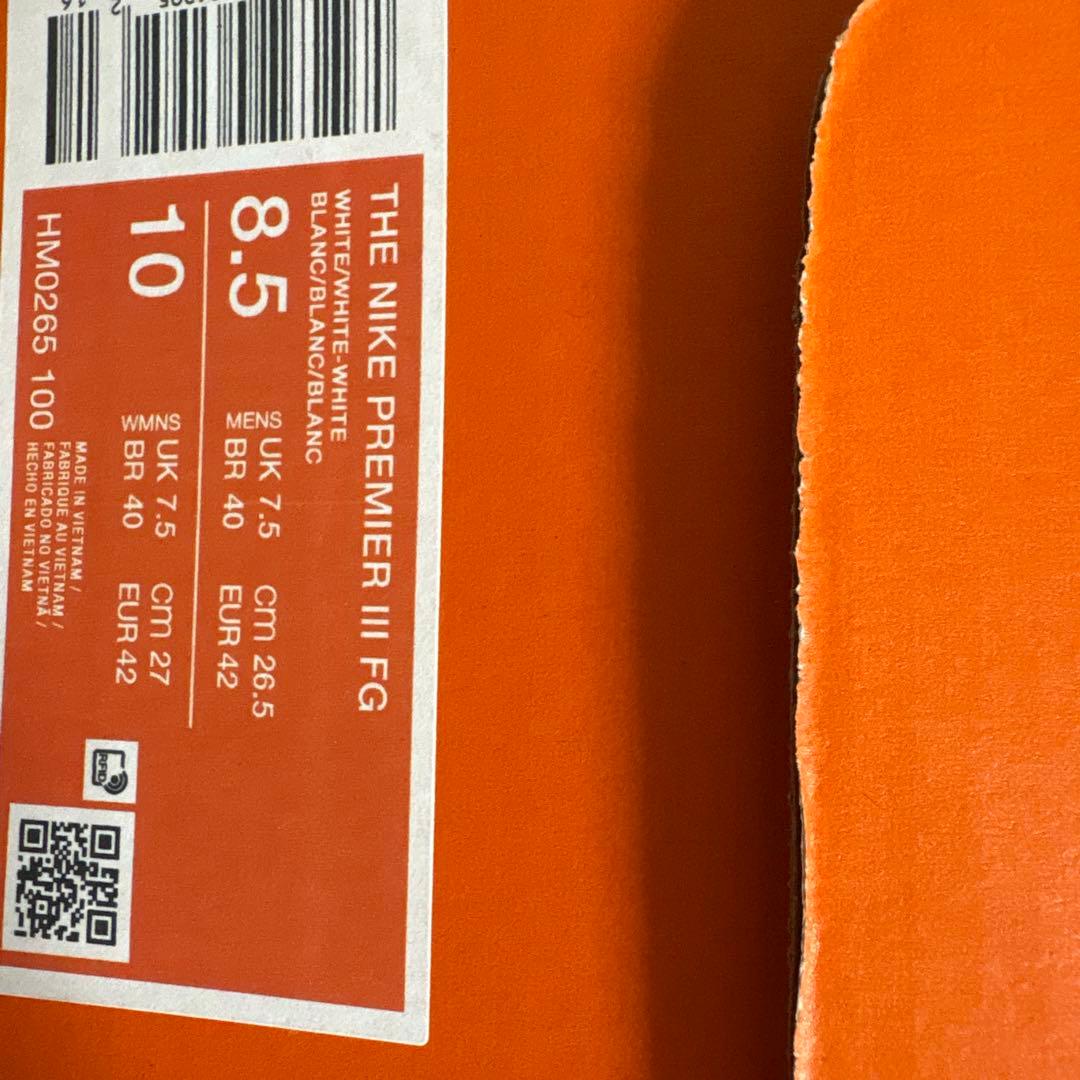 THE NIKE PREMIER III FG
WHITE/WHITE-WHITE
BLANC/BLANC/BLANC
8.5
MENS
UK 7.5 cm 26.5
BR 40 EUR 42
10
WMNS
UK 7.5 cm 27
BR 40 EUR 42
HM0265 100
MADE IN VIETNAM /
FABRIQUE AU VIETNAM /
FABRICADO NO VIETNÃ /
HECHO EN VIETNAM
RFID